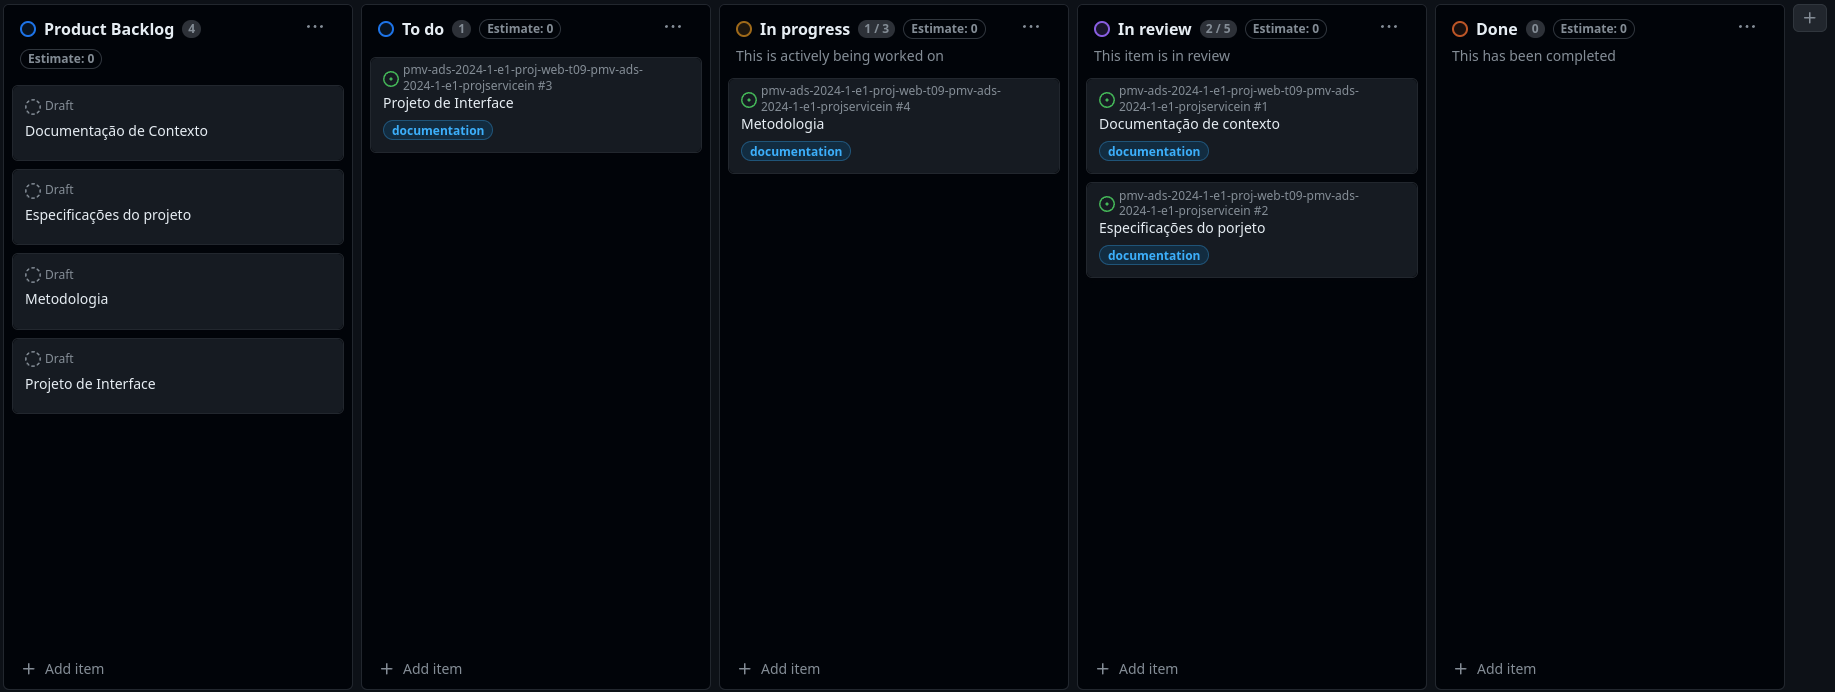 Product Backlog 4
Estimate: 0
Draft
Documentação de Contexto
Draft
Especificações do projeto
Draft
Metodologia
Draft
Projeto de Interface
Add item
To do 1 Estimate: 0
pmv-ads-2024-1-e1-proj-web-t09-pmv-ads-
2024-1-e1-projservicein #3
Projeto de Interface
documentation
Add item
In progress 1 / 3 Estimate: 0
This is actively being worked on
pmv-ads-2024-1-e1-proj-web-t09-pmv-ads-
2024-1-e1-projservicein #4
Metodologia
documentation
Add item
In review 2 / 5 Estimate: 0
This item is in review
pmv-ads-2024-1-e1-proj-web-t09-pmv-ads-
2024-1-e1-projservicein #1
Documentação de contexto
documentation
pmv-ads-2024-1-e1-proj-web-t09-pmv-ads-
2024-1-e1-projservicein #2
Especificações do porjeto
documentation
Add item
Done 0 Estimate: 0
This has been completed
Add item